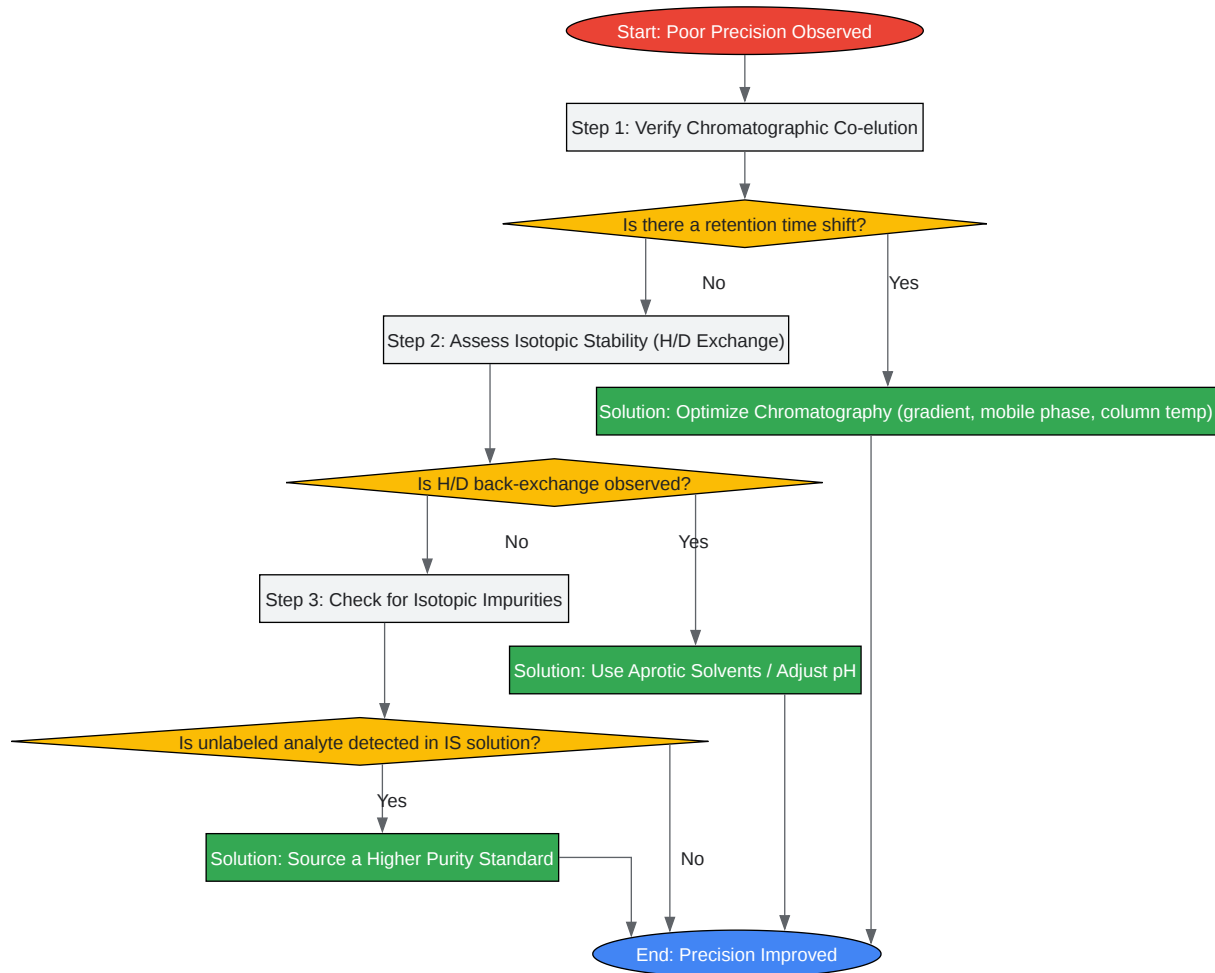 Start: Poor Precision Observed
Step 1: Verify Chromatographic Co-elution
Is there a retention time shift?
No
Yes
Step 2: Assess Isotopic Stability (H/D Exchange)
Solution: Optimize Chromatography (gradient, mobile phase, column temp)
Is H/D back-exchange observed?
No
Yes
Step 3: Check for Isotopic Impurities
Solution: Use Aprotic Solvents / Adjust pH
Is unlabeled analyte detected in IS solution?
Yes
Solution: Source a Higher Purity Standard
No
End: Precision Improved